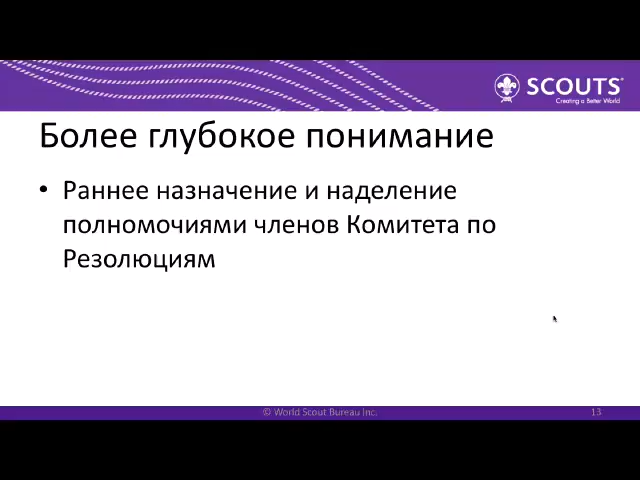 SCOUTS®
Creating a Better World
Более глубокое понимание
• Раннее назначение и наделение
полномочиями членов Комитета по
Резолюциям
© World Scout Bureau Inc.
13